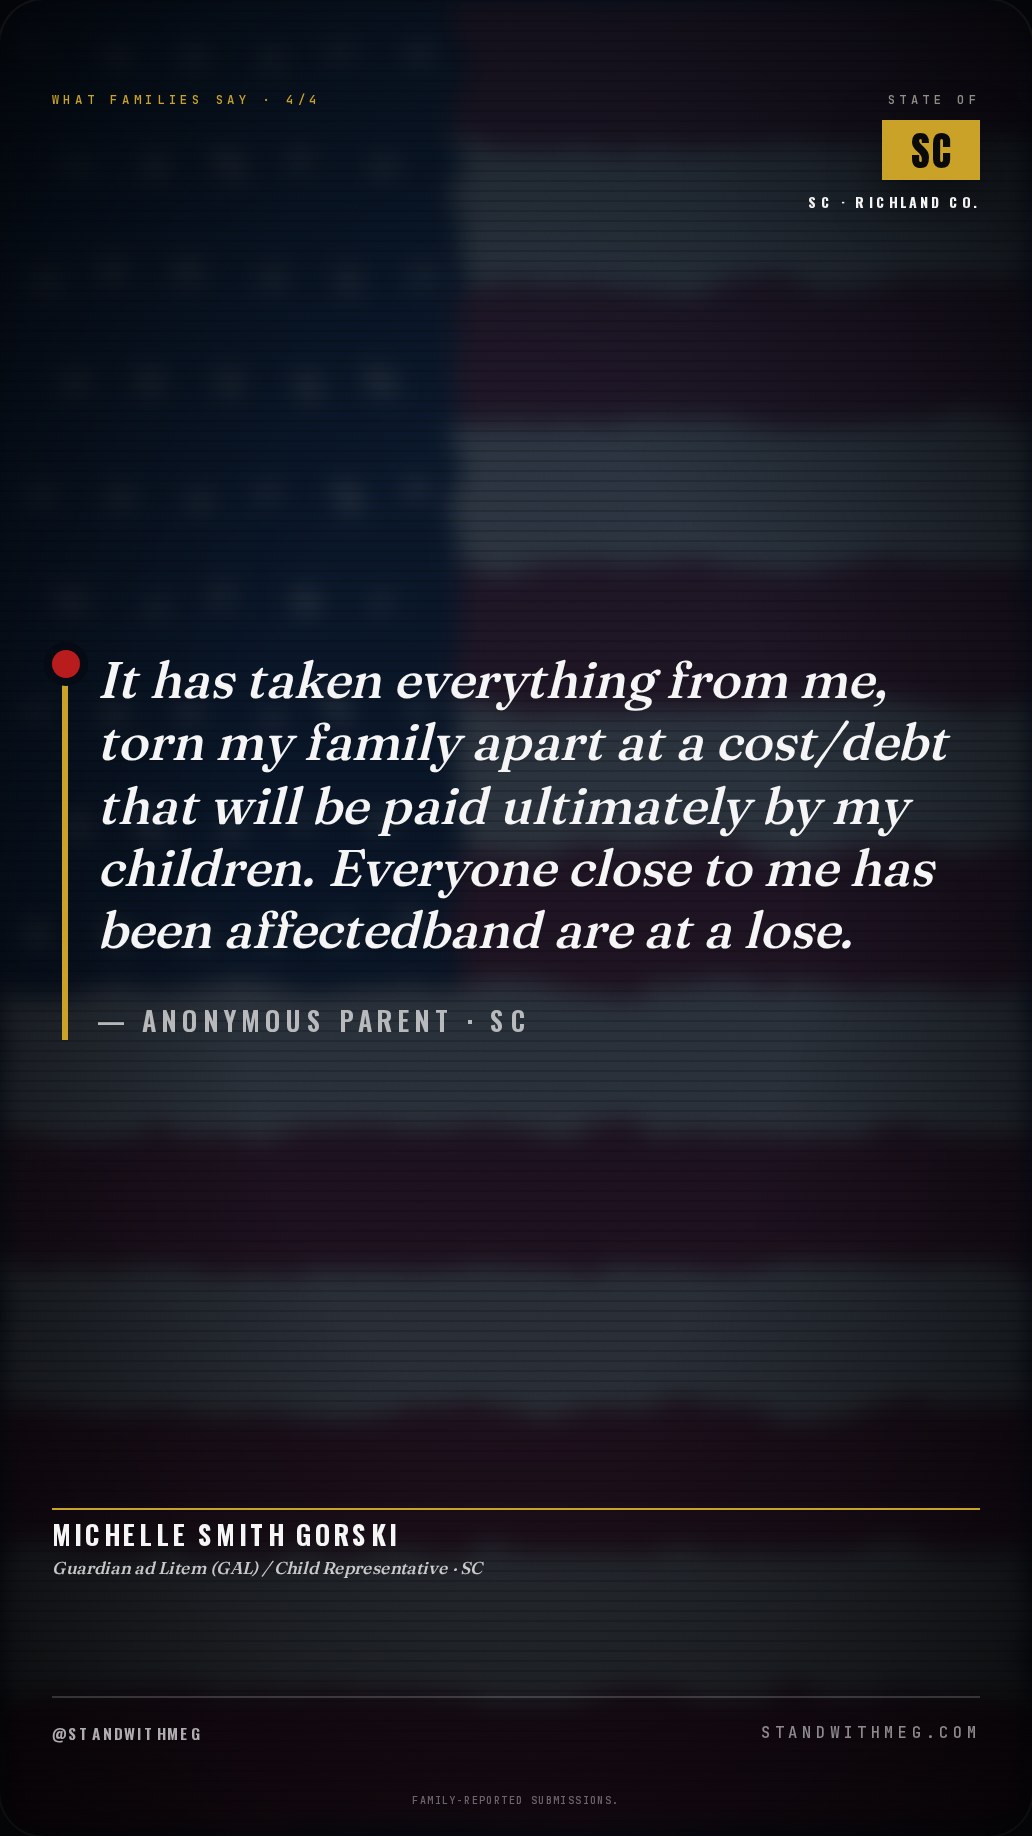 WHAT FAMILIES SAY · 4/4
STATE OF
SC
SC · RICHLAND CO.
It has taken everything from me,
torn my family apart at a cost/debt
that will be paid ultimately by my
children. Everyone close to me has
been affectedband are at a lose.
— ANONYMOUS PARENT · SC
MICHELLE SMITH GORSKI
Guardian ad Litem (GAL) / Child Representative · SC
@STANDWITHMEG
STANDWITHMEG.COM
FAMILY-REPORTED SUBMISSIONS.